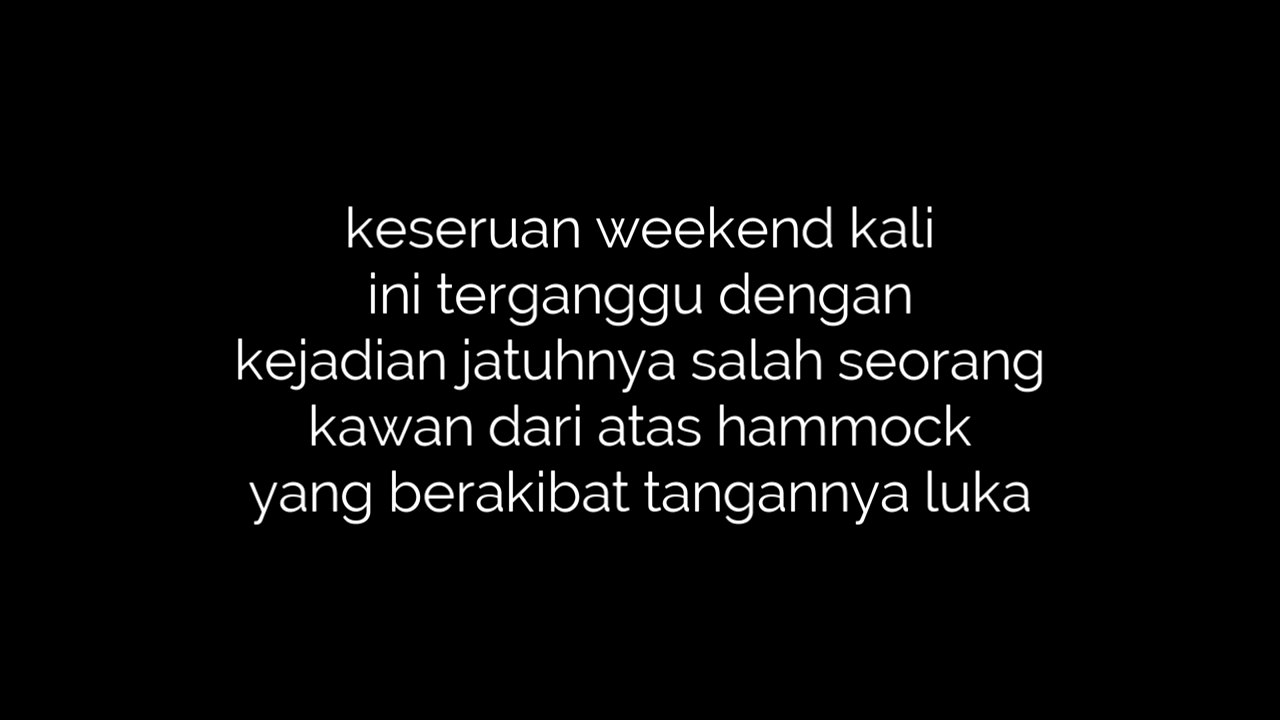 keseruan weekend kali
ini terganggu dengan
kejadian jatuhnya salah seorang
kawan dari atas hammock
yang berakibat tangannya luka